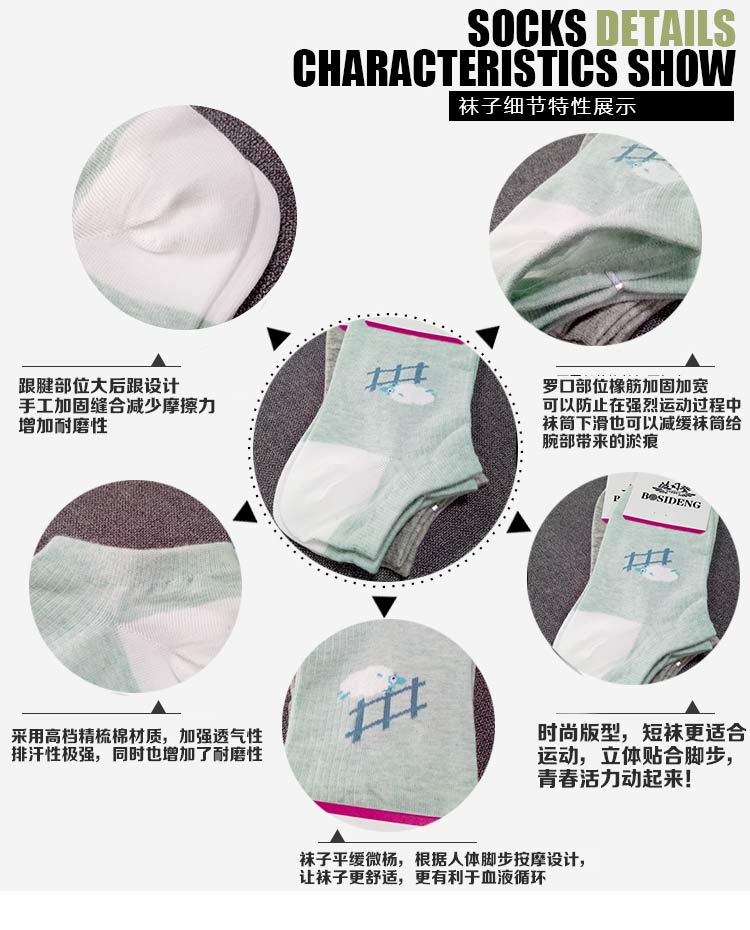 SOCKS DETAILS
CHARACTERISTICS SHOW
袜子细节特性展示
跟腱部位大后跟设计
手工加固缝合减少摩擦力
增加耐磨性
罗口部位橡筋加固加宽
可以防止在强烈运动过程中
袜筒下滑也可以减缓袜筒给
腕部带来的淤痕
BOSIDENG
采用高档精梳棉材质，加强透气性
排汗性极强，同时也增加了耐磨性
时尚版型，短袜更适合
运动，立体贴合脚步，
青春活力动起来！
袜子平缓微杨，根据人体脚步按摩设计，
让袜子更舒适，更有利于血液循环